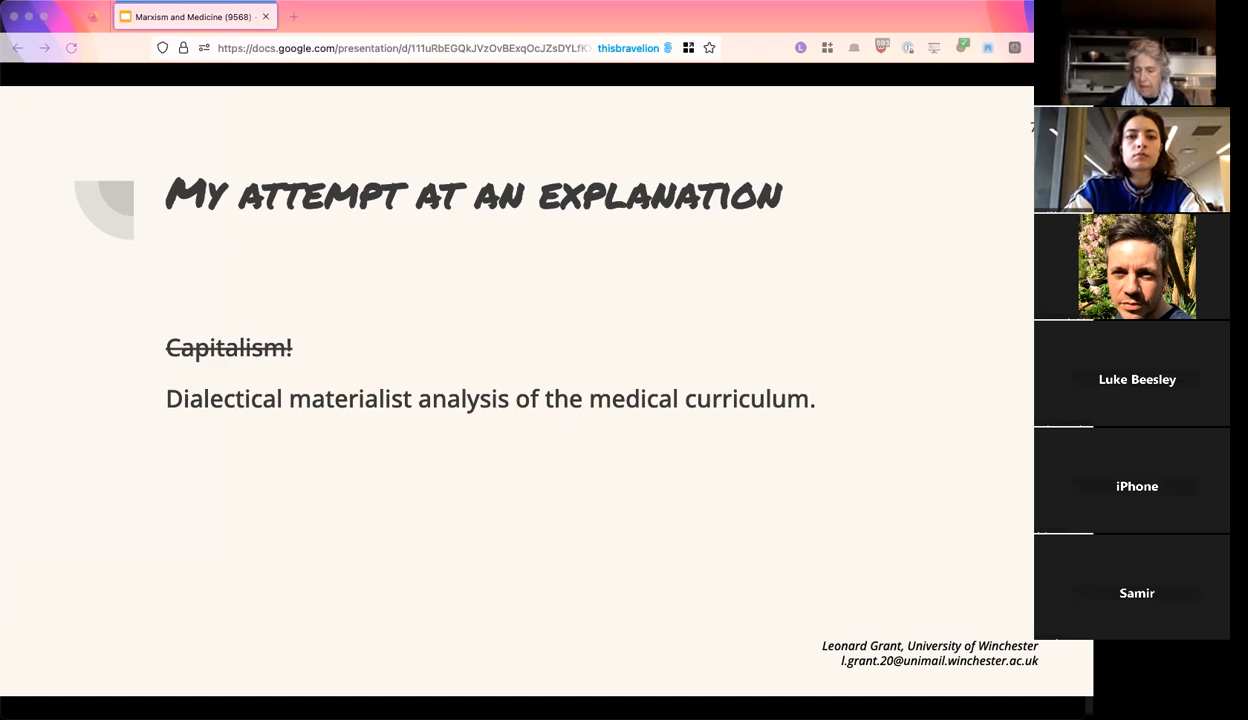 Marxism and Medicine (9568) -
https://docs.google.com/presentation/d/111uRbEGQkJVzOvBExqOcJZsDYLfK
thisbravelion
593
L
My attempt at an explanation
Capitalism!
Dialectical materialist analysis of the medical curriculum.
Leonard Grant, University of Winchester
l.grant.20@unimail.winchester.ac.uk
Luke Beesley
iPhone
Samir